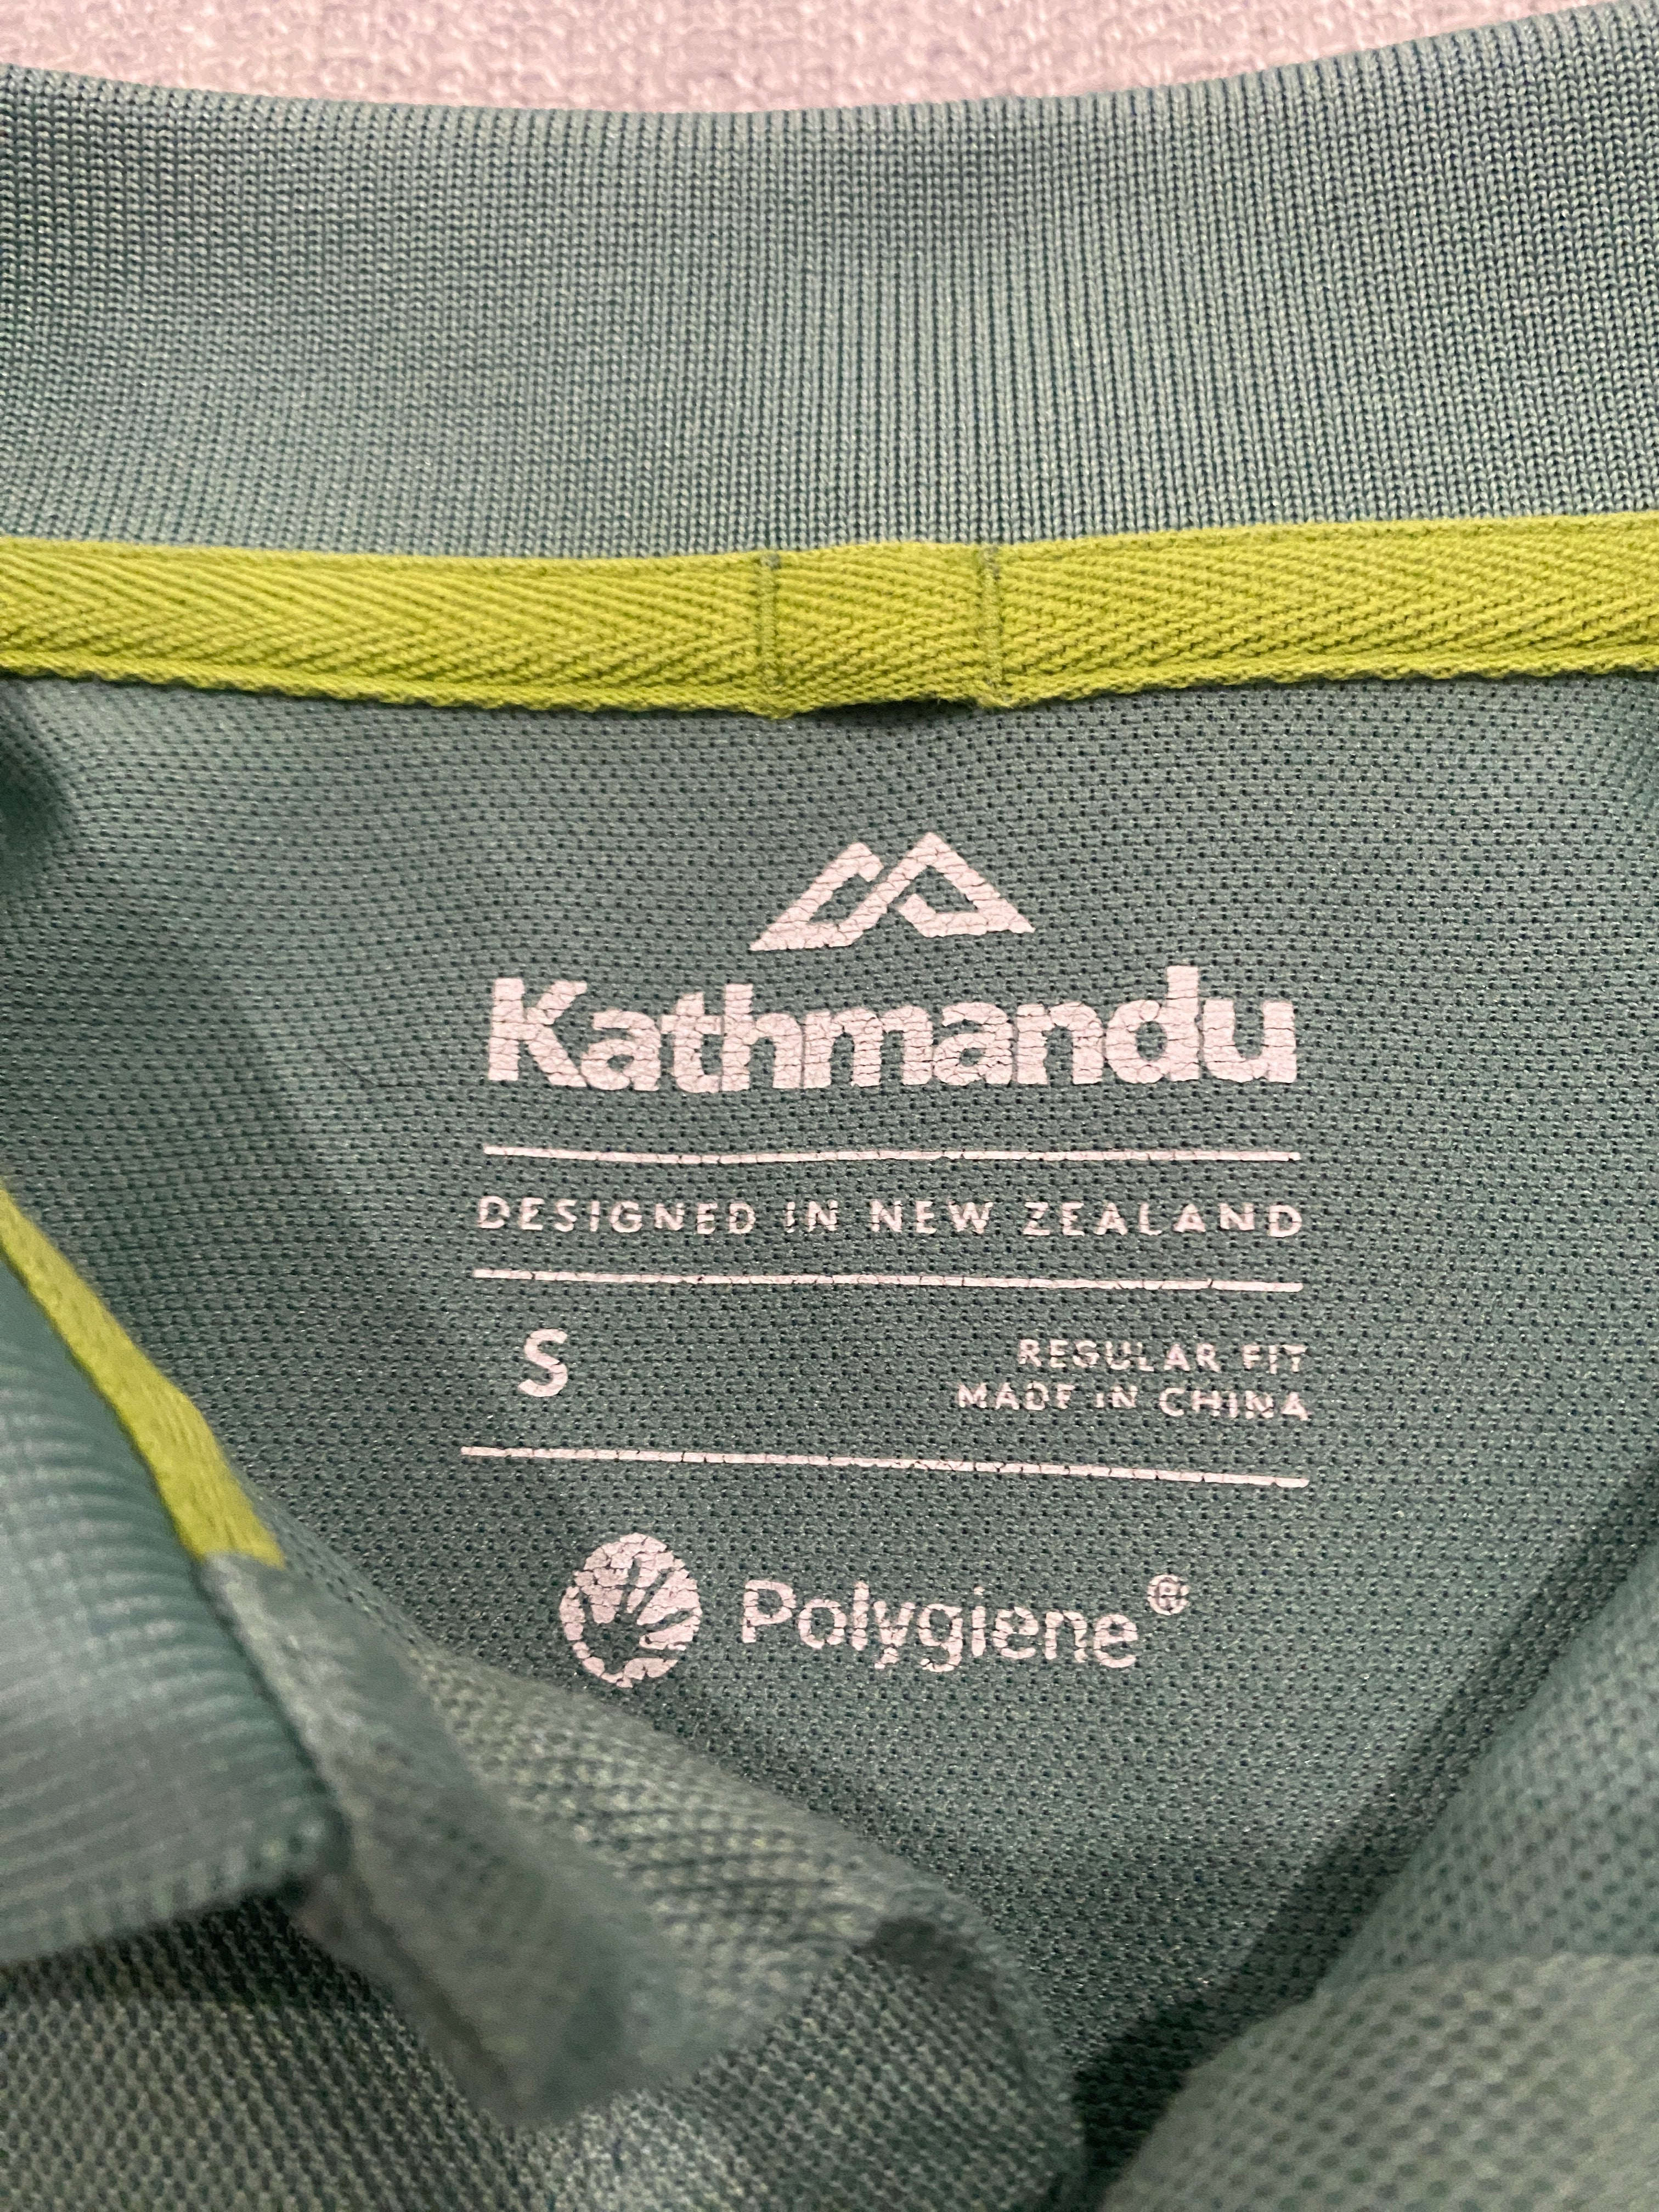 Kathmandu
DESIGNED IN NEW ZEALAND
S
REGULAR FIT
MADE IN CHINA
Polygiene®